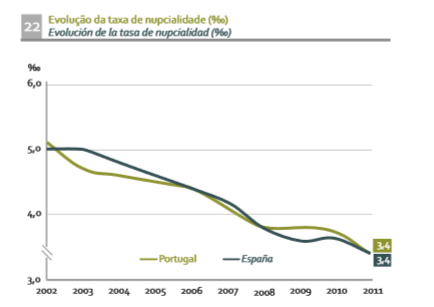 22
Evolução da taxa de nupcialidade (‰)
Evolución de la tasa de nupcialidad (‰)
‰
6,0
5,0
4,0
3,0
3,4
3,4
Portugal
España
2002 2003 2004 2005 2006 2007 2008 2009 2010 2011